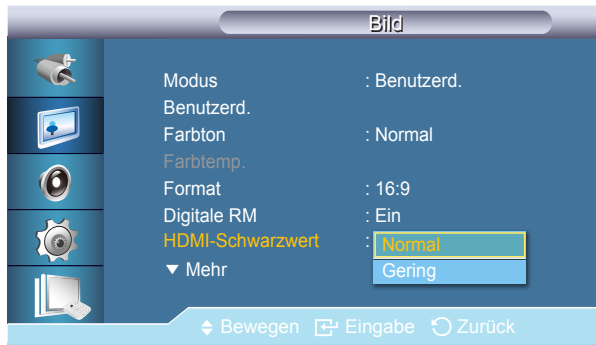 Bild
Modus : Benutzerd.
Benutzerd.
Farbton : Normal
Farbtemp.
Format : 16:9
Digitale RM : Ein
HDMI-Schwarzwert : Normal
Gering
▼ Mehr
Bewegen Eingabe Zurück